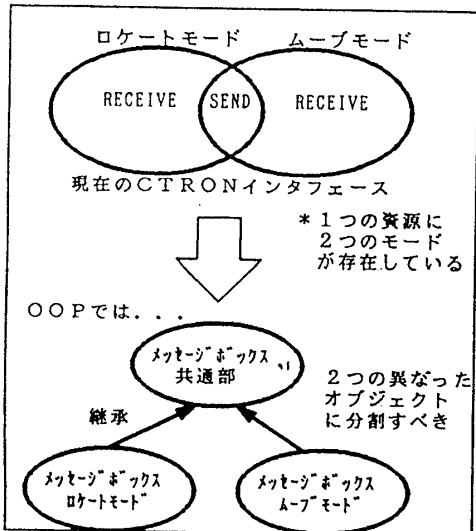 ロケートモード ムーブモード
RECEIVE SEND RECEIVE
現在のCTRONインタフェース
*1つの資源に
2つのモード
が存在している
OOPでは...
メッセージボックス
共通部
2つの異なった
オブジェクト
に分割すべき
継承
メッセージボックス
ロケートモード
メッセージボックス
ムーブモード